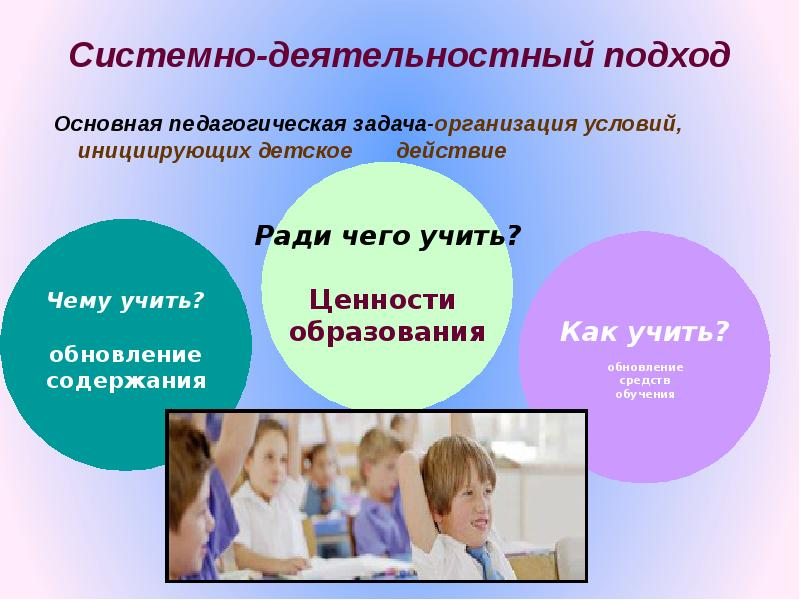 Системно-деятельностный подход
Основная педагогическая задача-организация условий,
инициирующих детское действие
Чему учить?
обновление
содержания
Ради чего учить?
Ценности
образования
Как учить?
обновление
средств
обучения